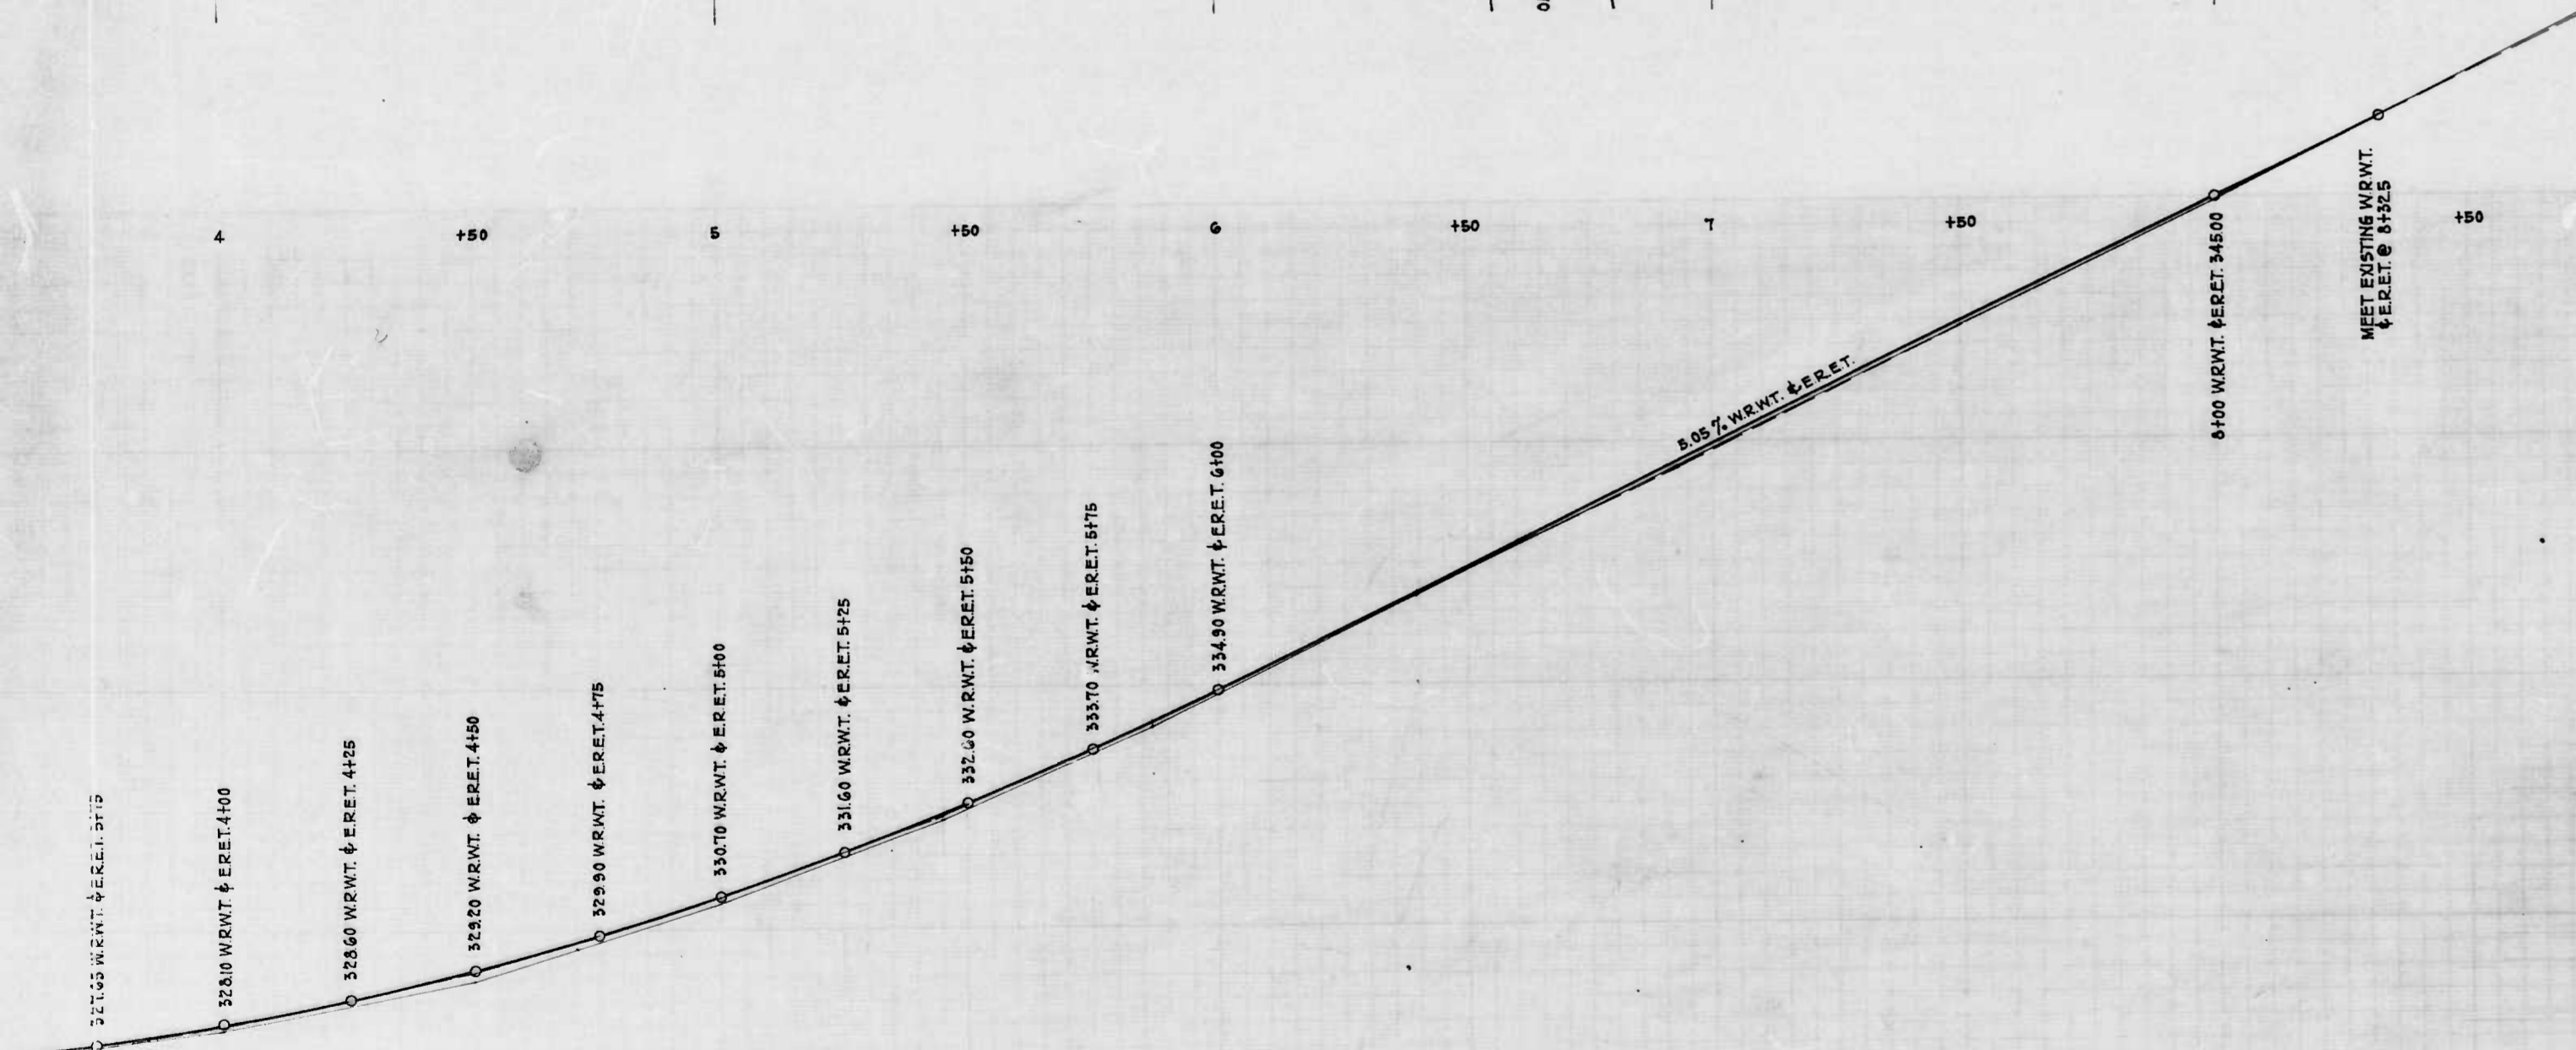 4
+50
5
+50
6
+50
7
+50
+50
W.R.W.T. & E.R.E.T.
328.10 W.R.W.T. & E.R.E.T. 4+00
328.60 W.R.W.T. & E.R.E.T. 4+25
329.20 W.R.W.T. & E.R.E.T. 4+50
329.90 W.R.W.T. & E.R.E.T. 4+75
330.70 W.R.W.T. & E.R.E.T. 5+00
331.60 W.R.W.T. & E.R.E.T. 5+25
332.60 W.R.W.T. & E.R.E.T. 5+50
333.70 W.R.W.T. & E.R.E.T. 5+75
334.90 W.R.W.T. & E.R.E.T. 6+00
5.05 % W.R.W.T. & E.R.E.T.
8+00 W.R.W.T. & E.R.E.T. 345.00
MEET EXISTING W.R.W.T.
& E.R.E.T. @ 8+32.5